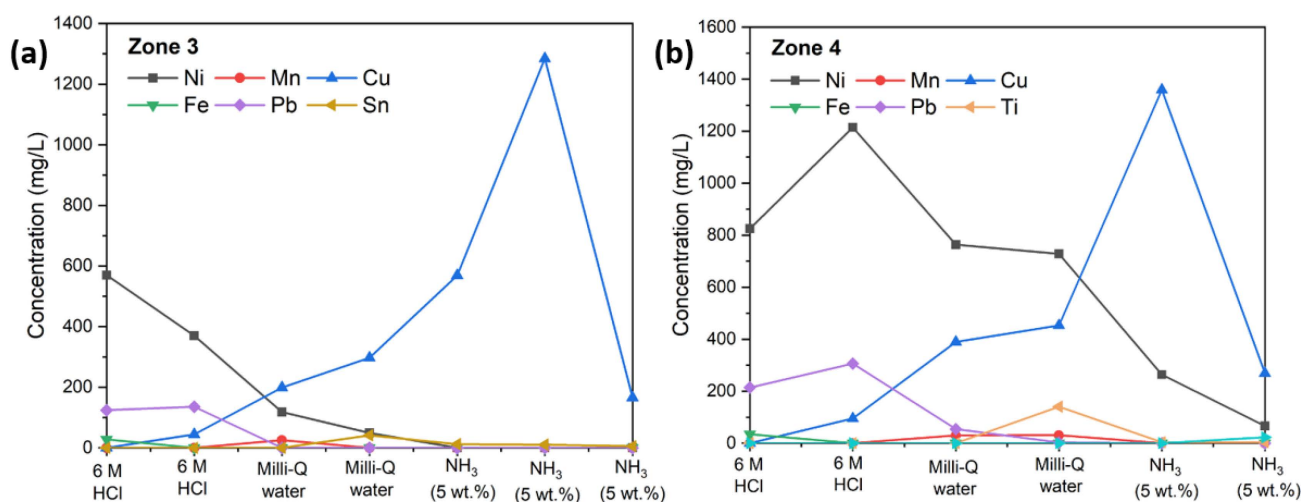 (a)
Zone 3
Ni Mn Cu
Fe Pb Sn
Concentration (mg/L)
1400
1200
1000
800
600
400
200
0
6 M HCl
6 M HCl
Milli-Q water
Milli-Q water
NH₃ (5 wt.%)
NH₃ (5 wt.%)
NH₃ (5 wt.%)
(b)
Zone 4
Ni Mn Cu
Fe Pb Ti
Concentration (mg/L)
1600
1400
1200
1000
800
600
400
200
0
6 M HCl
6 M HCl
Milli-Q water
Milli-Q water
NH₃ (5 wt.%)
NH₃ (5 wt.%)